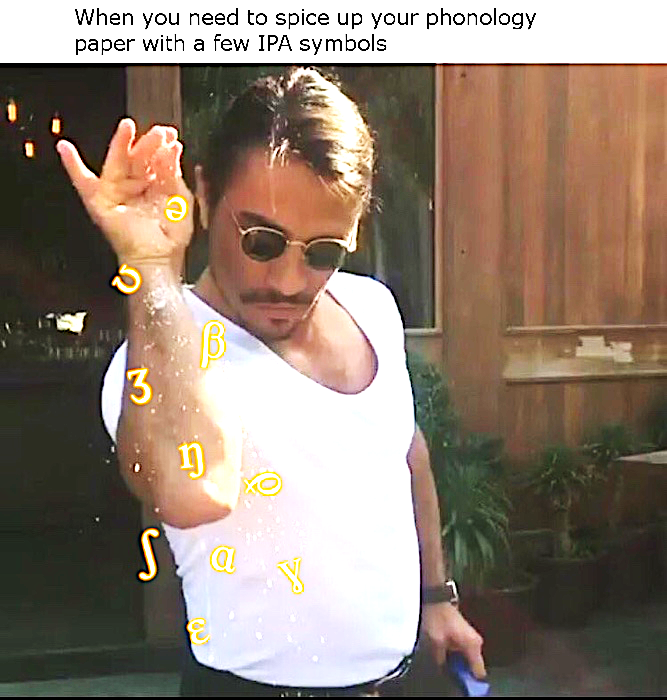 When you need to spice up your phonology
paper with a few IPA symbols
ə
ʊ
β
ʒ
ŋ
ʃ
ɑ
ɣ
ɛ